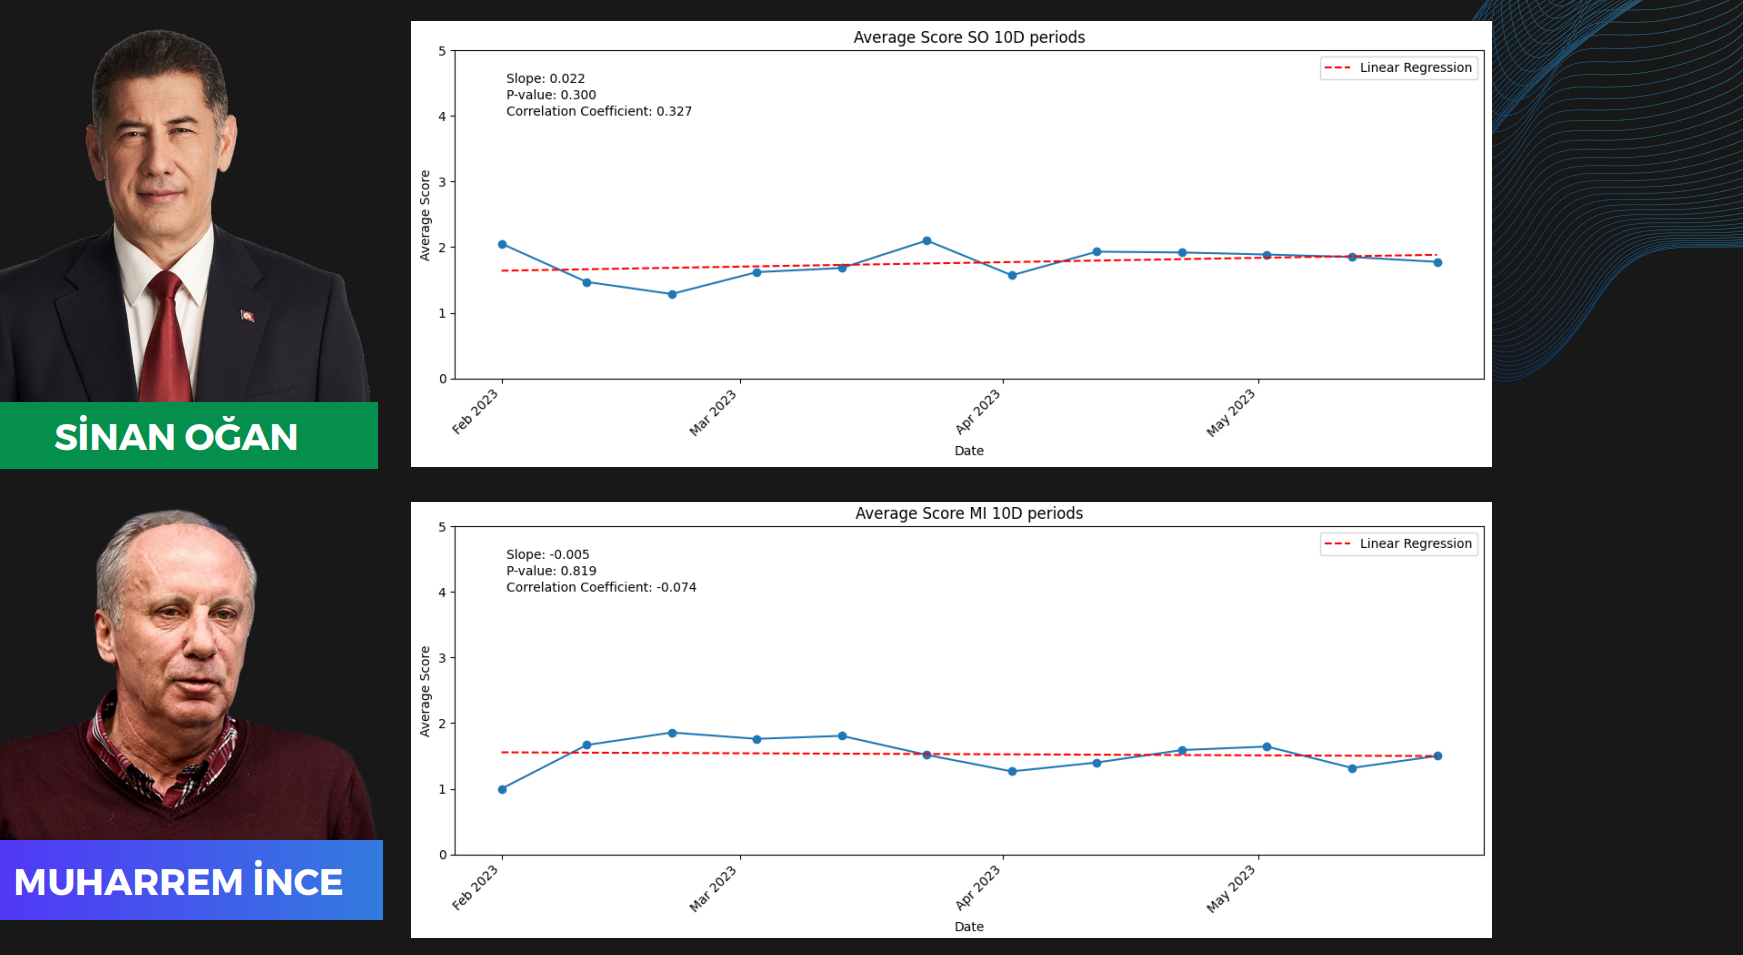 Average Score SO 10D periods
Linear Regression
Slope: 0.022
P-value: 0.300
Correlation Coefficient: 0.327
Average Score
5
4
3
2
1
0
Feb 2023
Mar 2023
Apr 2023
May 2023
Date
SİNAN OĞAN
Average Score MI 10D periods
Linear Regression
Slope: -0.005
P-value: 0.819
Correlation Coefficient: -0.074
Average Score
5
4
3
2
1
0
Feb 2023
Mar 2023
Apr 2023
May 2023
Date
MUHARREM İNCE